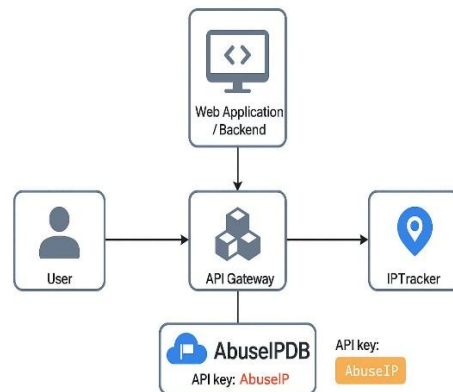 Web Application
/ Backend
User
API Gateway
IPTracker
AbuseIPDB
API key: AbuseIP
API key:
AbuseIP